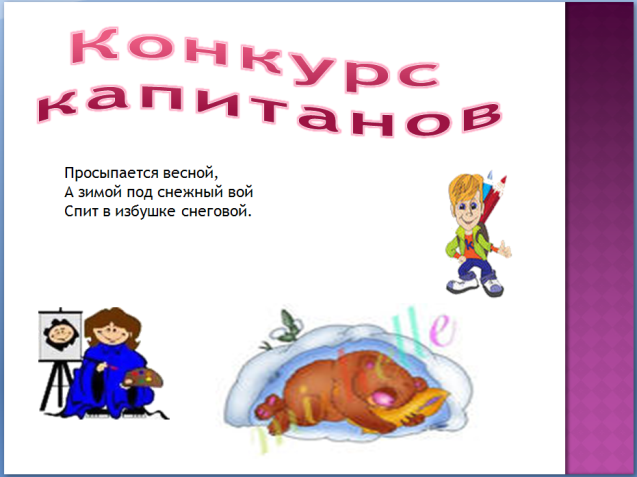 Конкурс
капитанов
Просыпается весной,
А зимой под снежный вой
Спит в избушке снеговой.